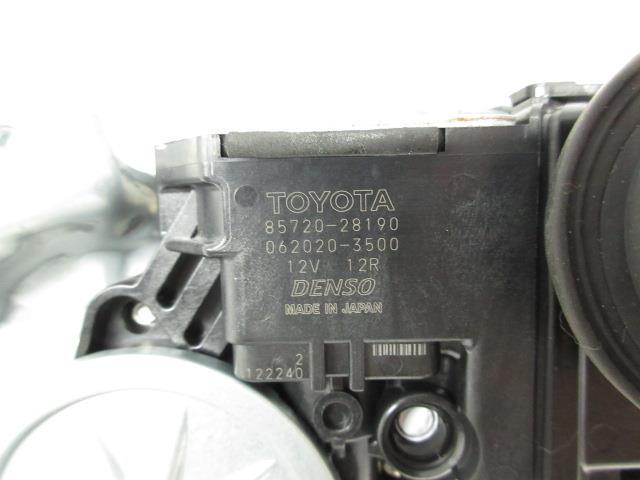 TOYOTA
85720-28190
062020-3500
12V 12R
DENSO
MADE IN JAPAN
2
122240